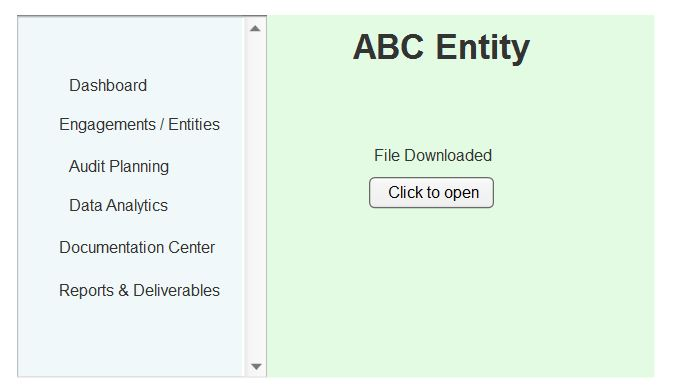 Dashboard
Engagements / Entities
Audit Planning
Data Analytics
Documentation Center
Reports & Deliverables
ABC Entity
File Downloaded
Click to open